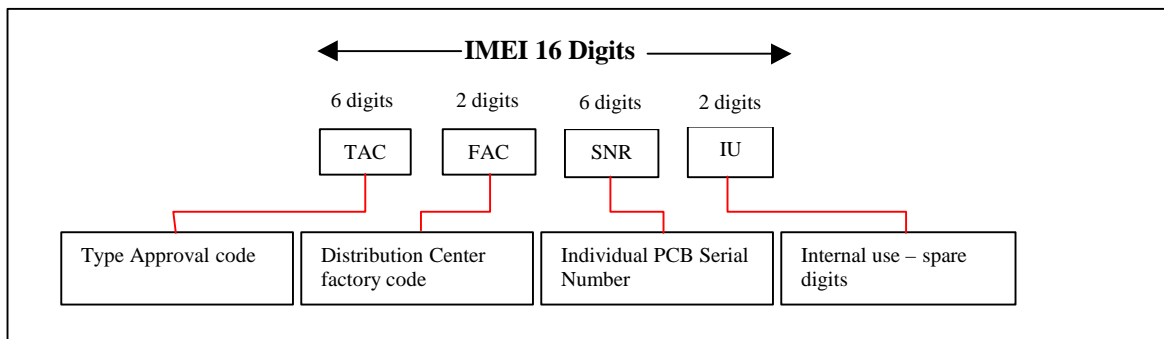 IMEI 16 Digits
6 digits 2 digits 6 digits 2 digits
TAC FAC SNR IU
Type Approval code
Distribution Center
factory code
Individual PCB Serial
Number
Internal use – spare
digits